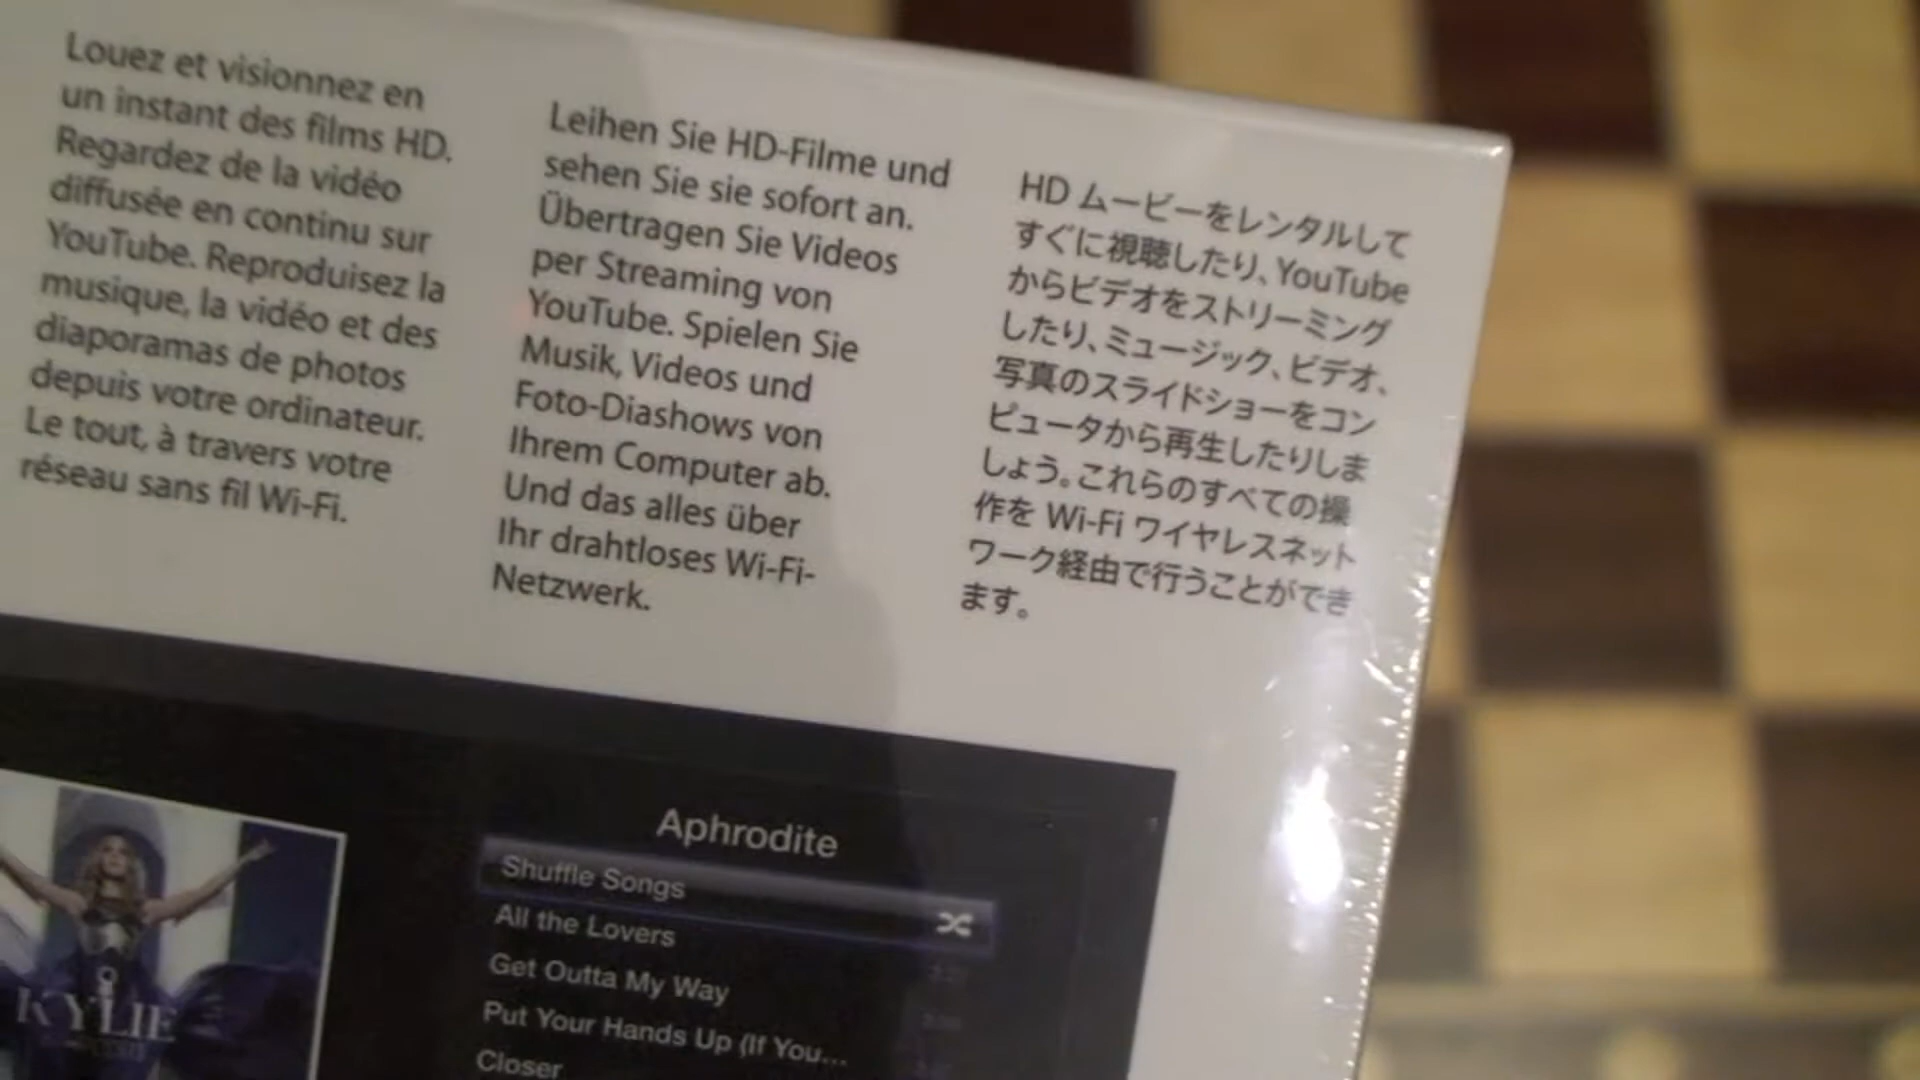 Louez et visionnez en
un instant des films HD.
Regardez de la vidéo
diffusée en continu sur
YouTube. Reproduisez la
musique, la vidéo et des
diaporamas de photos
depuis votre ordinateur.
Le tout, à travers votre
réseau sans fil Wi-Fi.
Leihen Sie HD-Filme und
sehen Sie sie sofort an.
Übertragen Sie Videos
per Streaming von
YouTube. Spielen Sie
Musik, Videos und
Foto-Diashows von
Ihrem Computer ab.
Und das alles über
Ihr drahtloses Wi-Fi-
Netzwerk.
HD ムービーをレンタルして
すぐに視聴したり、YouTube
からビデオをストリーミング
したり、ミュージック、ビデオ、
写真のスライドショーをコン
ピュータから再生したりしま
しょう。これらのすべての操
作を Wi-Fi ワイヤレスネット
ワーク経由で行うことができ
ます。
KYLIE
Aphrodite
Shuffle Songs
All the Lovers
Get Outta My Way
Put Your Hands Up (If You...
Closer